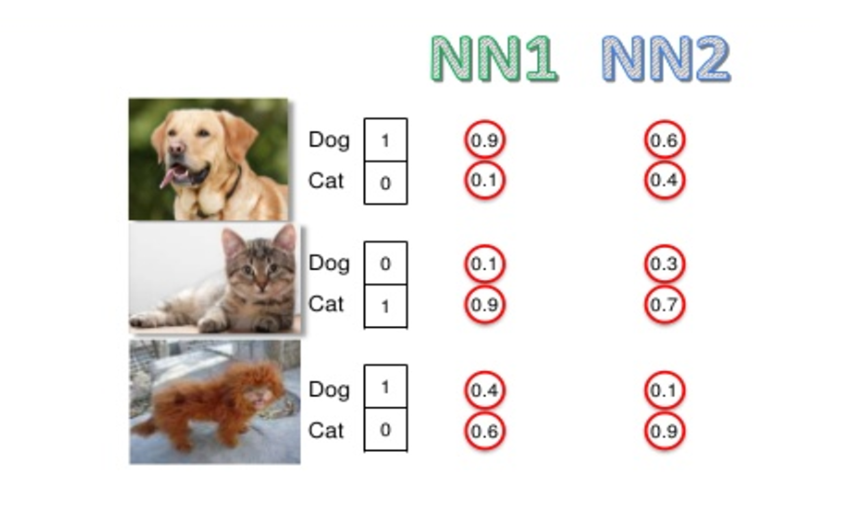 NN1 NN2
Dog 1 0.9 0.6
Cat 0 0.1 0.4
Dog 0 0.1 0.3
Cat 1 0.9 0.7
Dog 1 0.4 0.1
Cat 0 0.6 0.9